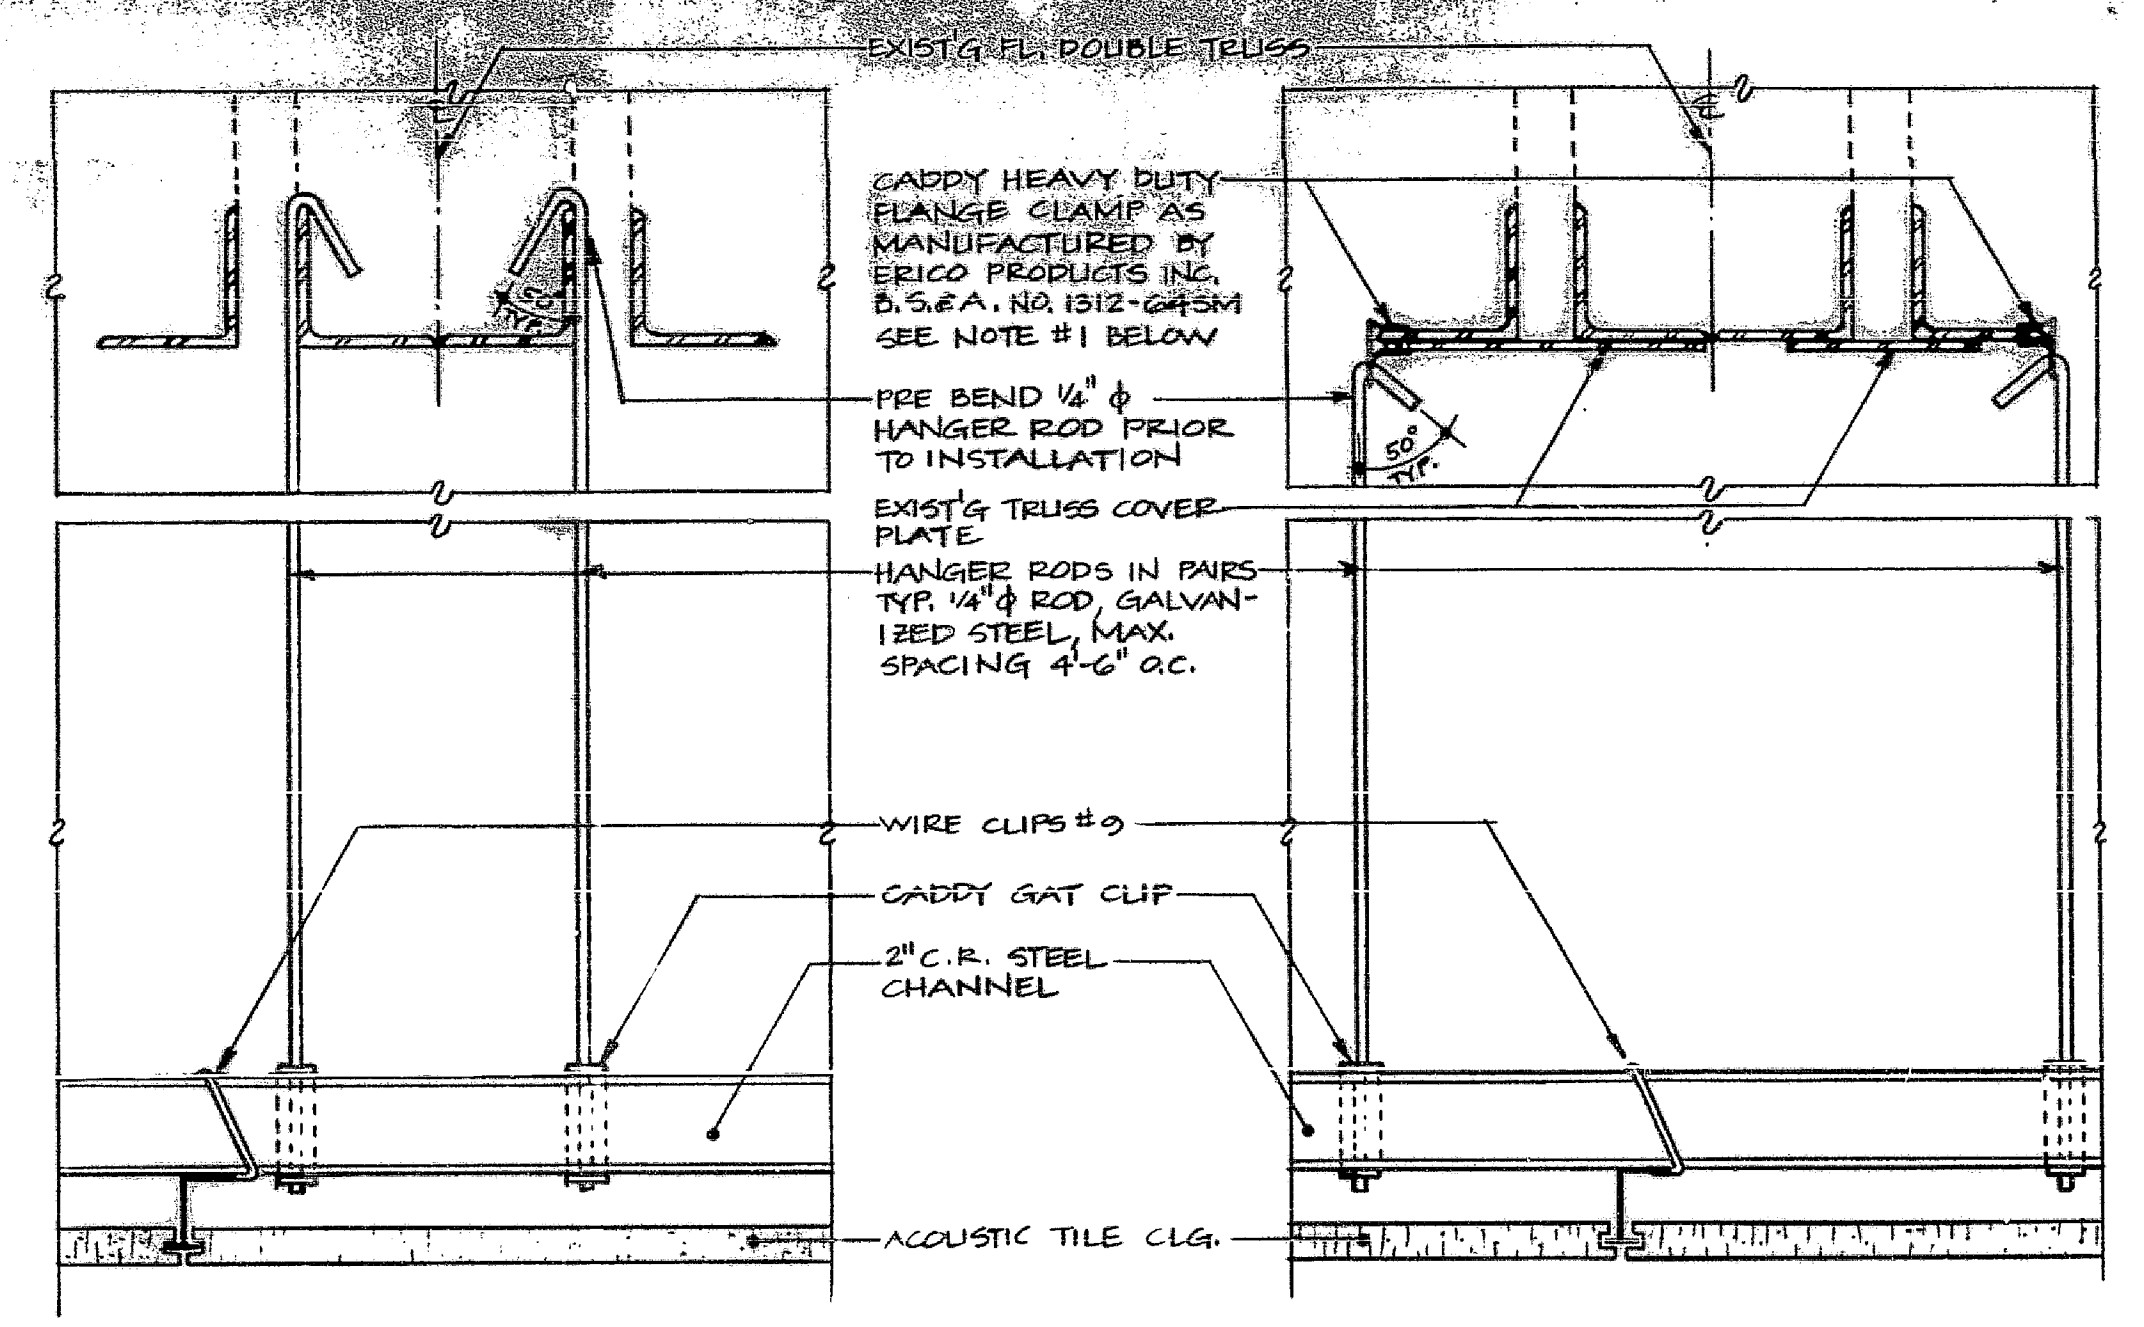 EXIST'G FL. DOUBLE TRUSS
CADDY HEAVY DUTY
FLANGE CLAMP AS
MANUFACTURED BY
ERICO PRODUCTS INC.
B.S.&A. NO. 1312-64SM
SEE NOTE #1 BELOW
TYP.
PRE BEND 1/4" ϕ
HANGER ROD PRIOR
TO INSTALLATION
50°
TYP.
EXIST'G TRUSS COVER
PLATE
HANGER RODS IN PAIRS
TYP. 1/4" ϕ ROD, GALVAN-
IZED STEEL, MAX.
SPACING 4'-6" O.C.
WIRE CLIPS #9
CADDY GAT CLIP
2" C.R. STEEL
CHANNEL
ACOUSTIC TILE CLG.